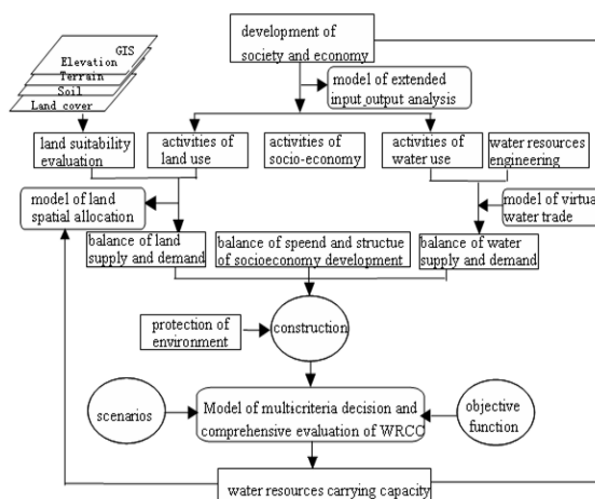 development of
society and economy
GIS
Elevation
Terrain
Soil
Land cover
model of extended
input_output analysis
land suitability
evaluation
activities of
land use
activities of
socio-economy
activities of
water use
water resources
engineering
model of land
spatial allocation
model of virtual
water trade
balance of land
supply and demand
balance of speend and structue
of socioeconomy development
balance of water
supply and demand
protection of
environment
construction
scenarios
Model of multicriteria decision and
comprehensive evaluation of WRCC
objective
function
water resources carrying capacity